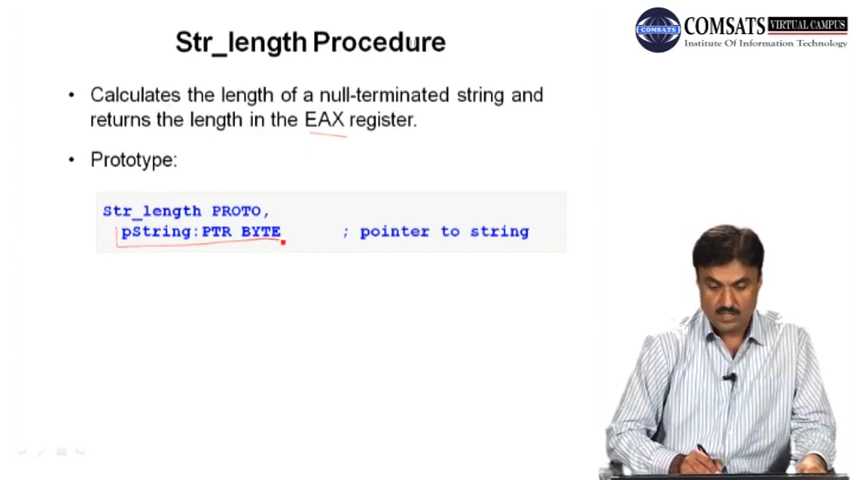 Str_length Procedure
COMSATS VIRTUAL CAMPUS
COMSATS
Institute Of Information Technology
• Calculates the length of a null-terminated string and
returns the length in the EAX register.
• Prototype:
Str_length PROTO,
pString:PTR BYTE ; pointer to string